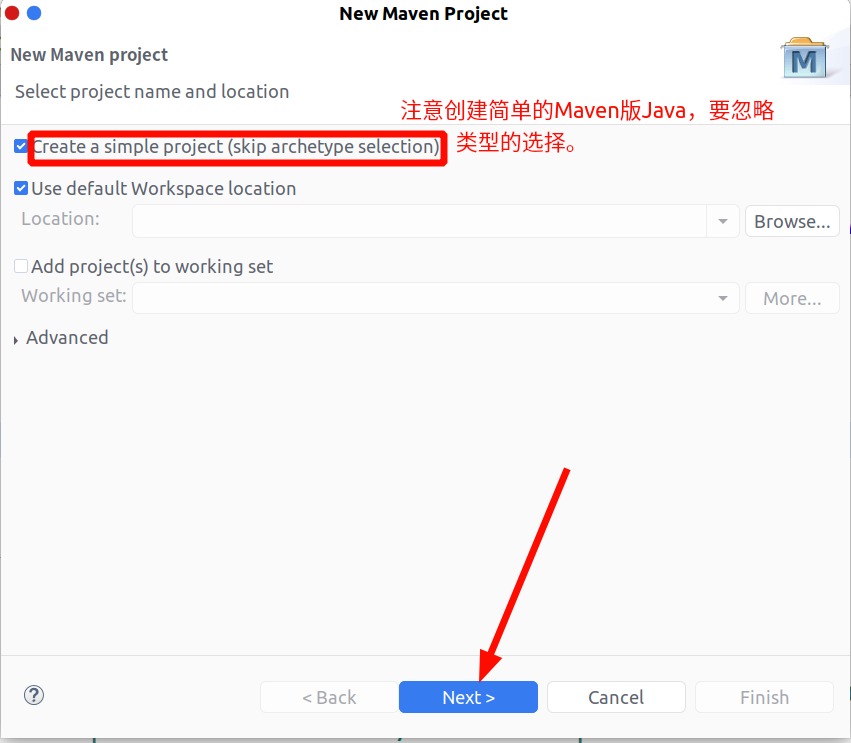 New Maven Project
New Maven project
Select project name and location
注意创建简单的Maven版Java，要忽略
类型的选择。
Create a simple project (skip archetype selection)
Use default Workspace location
Location:
Browse...
Add project(s) to working set
Working set:
More...
Advanced
?
< Back
Next >
Cancel
Finish